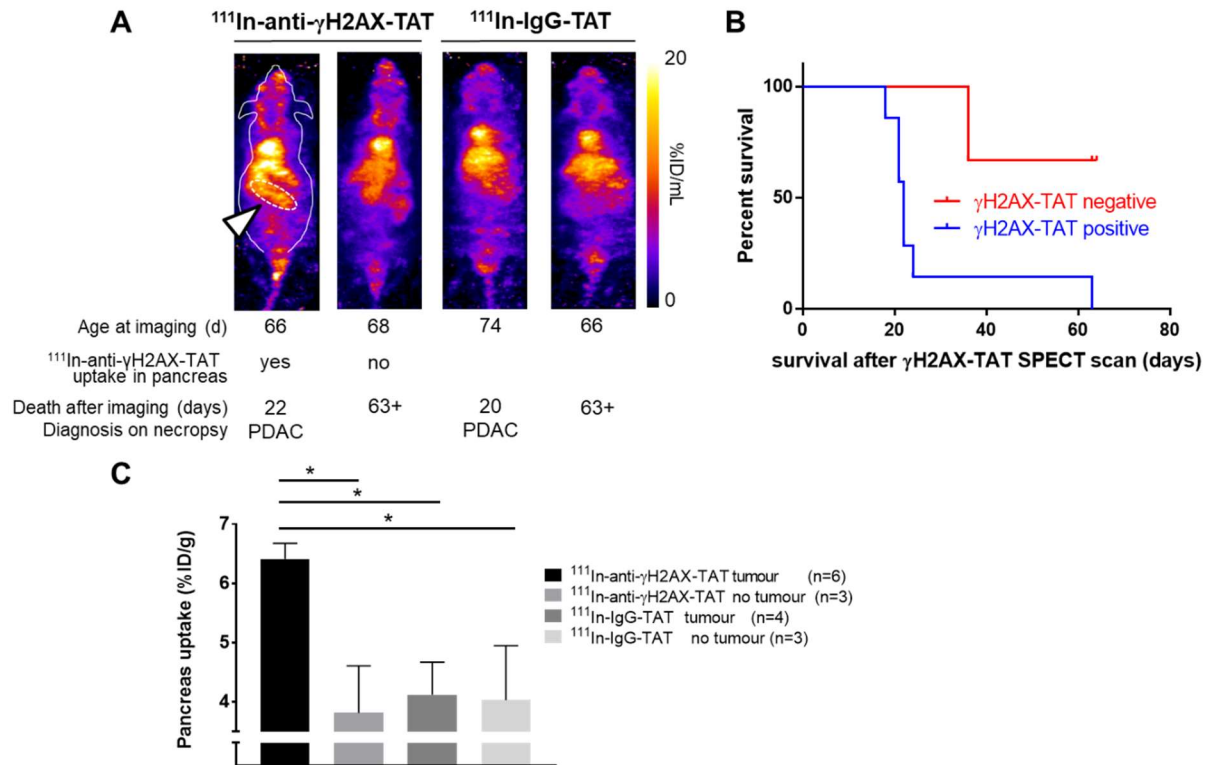 A
¹¹¹In-anti-γH2AX-TAT
¹¹¹In-IgG-TAT
20
%ID/mL
0
Age at imaging (d) 66 68 74 66
¹¹¹In-anti-γH2AX-TAT
uptake in pancreas yes no
Death after imaging (days) 22 63+ 20 63+
Diagnosis on necropsy PDAC PDAC
B
Percent survival
100
50
0
γH2AX-TAT negative
γH2AX-TAT positive
0 20 40 60 80
survival after γH2AX-TAT SPECT scan (days)
C
*
*
*
Pancreas uptake (%ID/g)
7
6
5
4
¹¹¹In-anti-γH2AX-TAT tumour (n=6)
¹¹¹In-anti-γH2AX-TAT no tumour (n=3)
¹¹¹In-IgG-TAT tumour (n=4)
¹¹¹In-IgG-TAT no tumour (n=3)